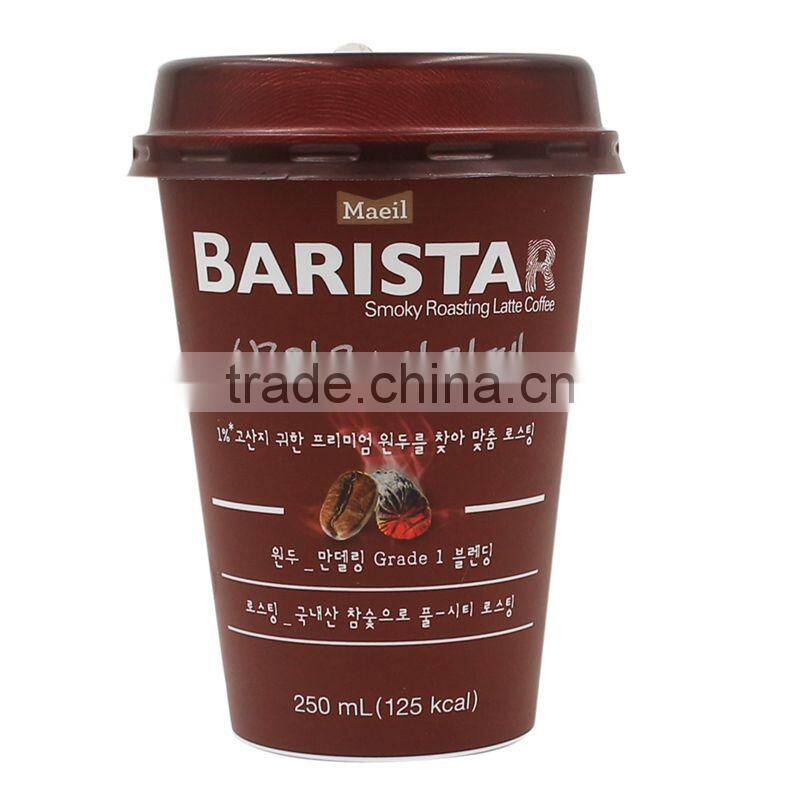 Maeil
BARISTAR
Smoky Roasting Latte Coffee
trade.china.cn
1%*고산지 귀한 프리미엄 원두를 찾아 맞춤 로스팅
원두 _ 만델링 Grade 1 블렌딩
로스팅 _ 국내산 참숯으로 풀-시티 로스팅
250 mL(125 kcal)